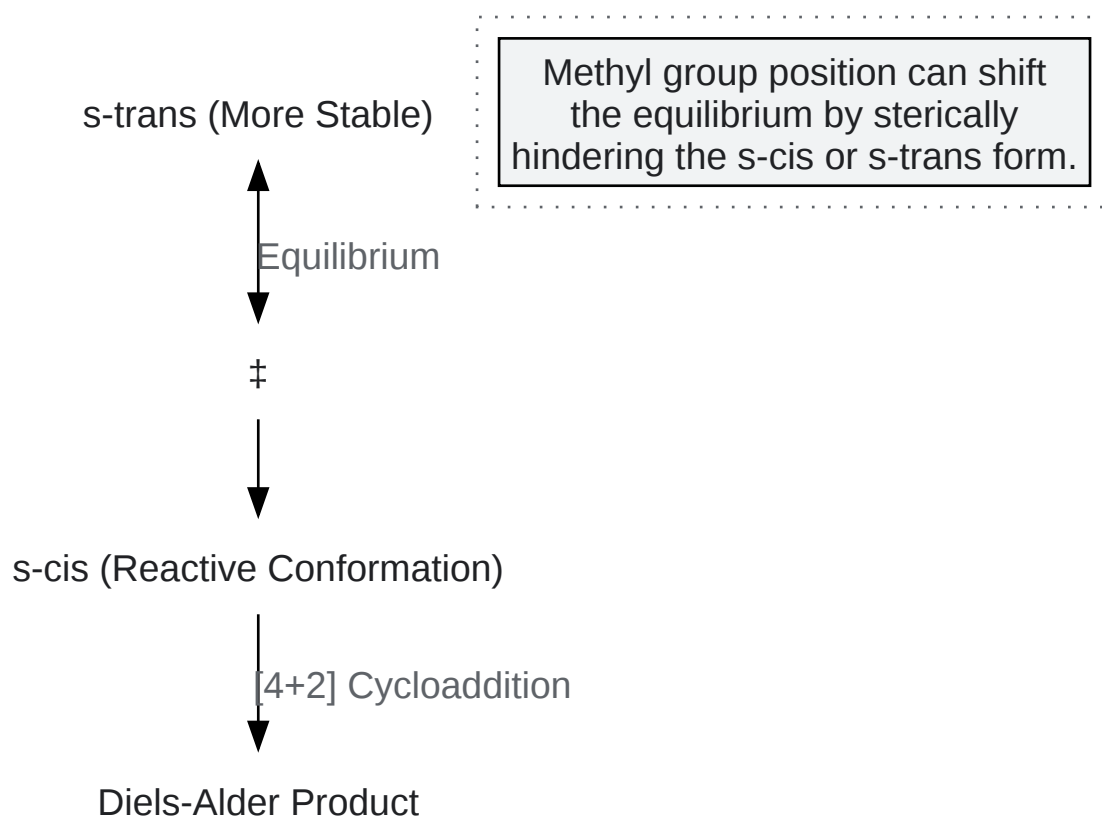 s-trans (More Stable)
Methyl group position can shift
the equilibrium by sterically
hindering the s-cis or s-trans form.
Equilibrium
‡
s-cis (Reactive Conformation)
[4+2] Cycloaddition
Diels-Alder Product